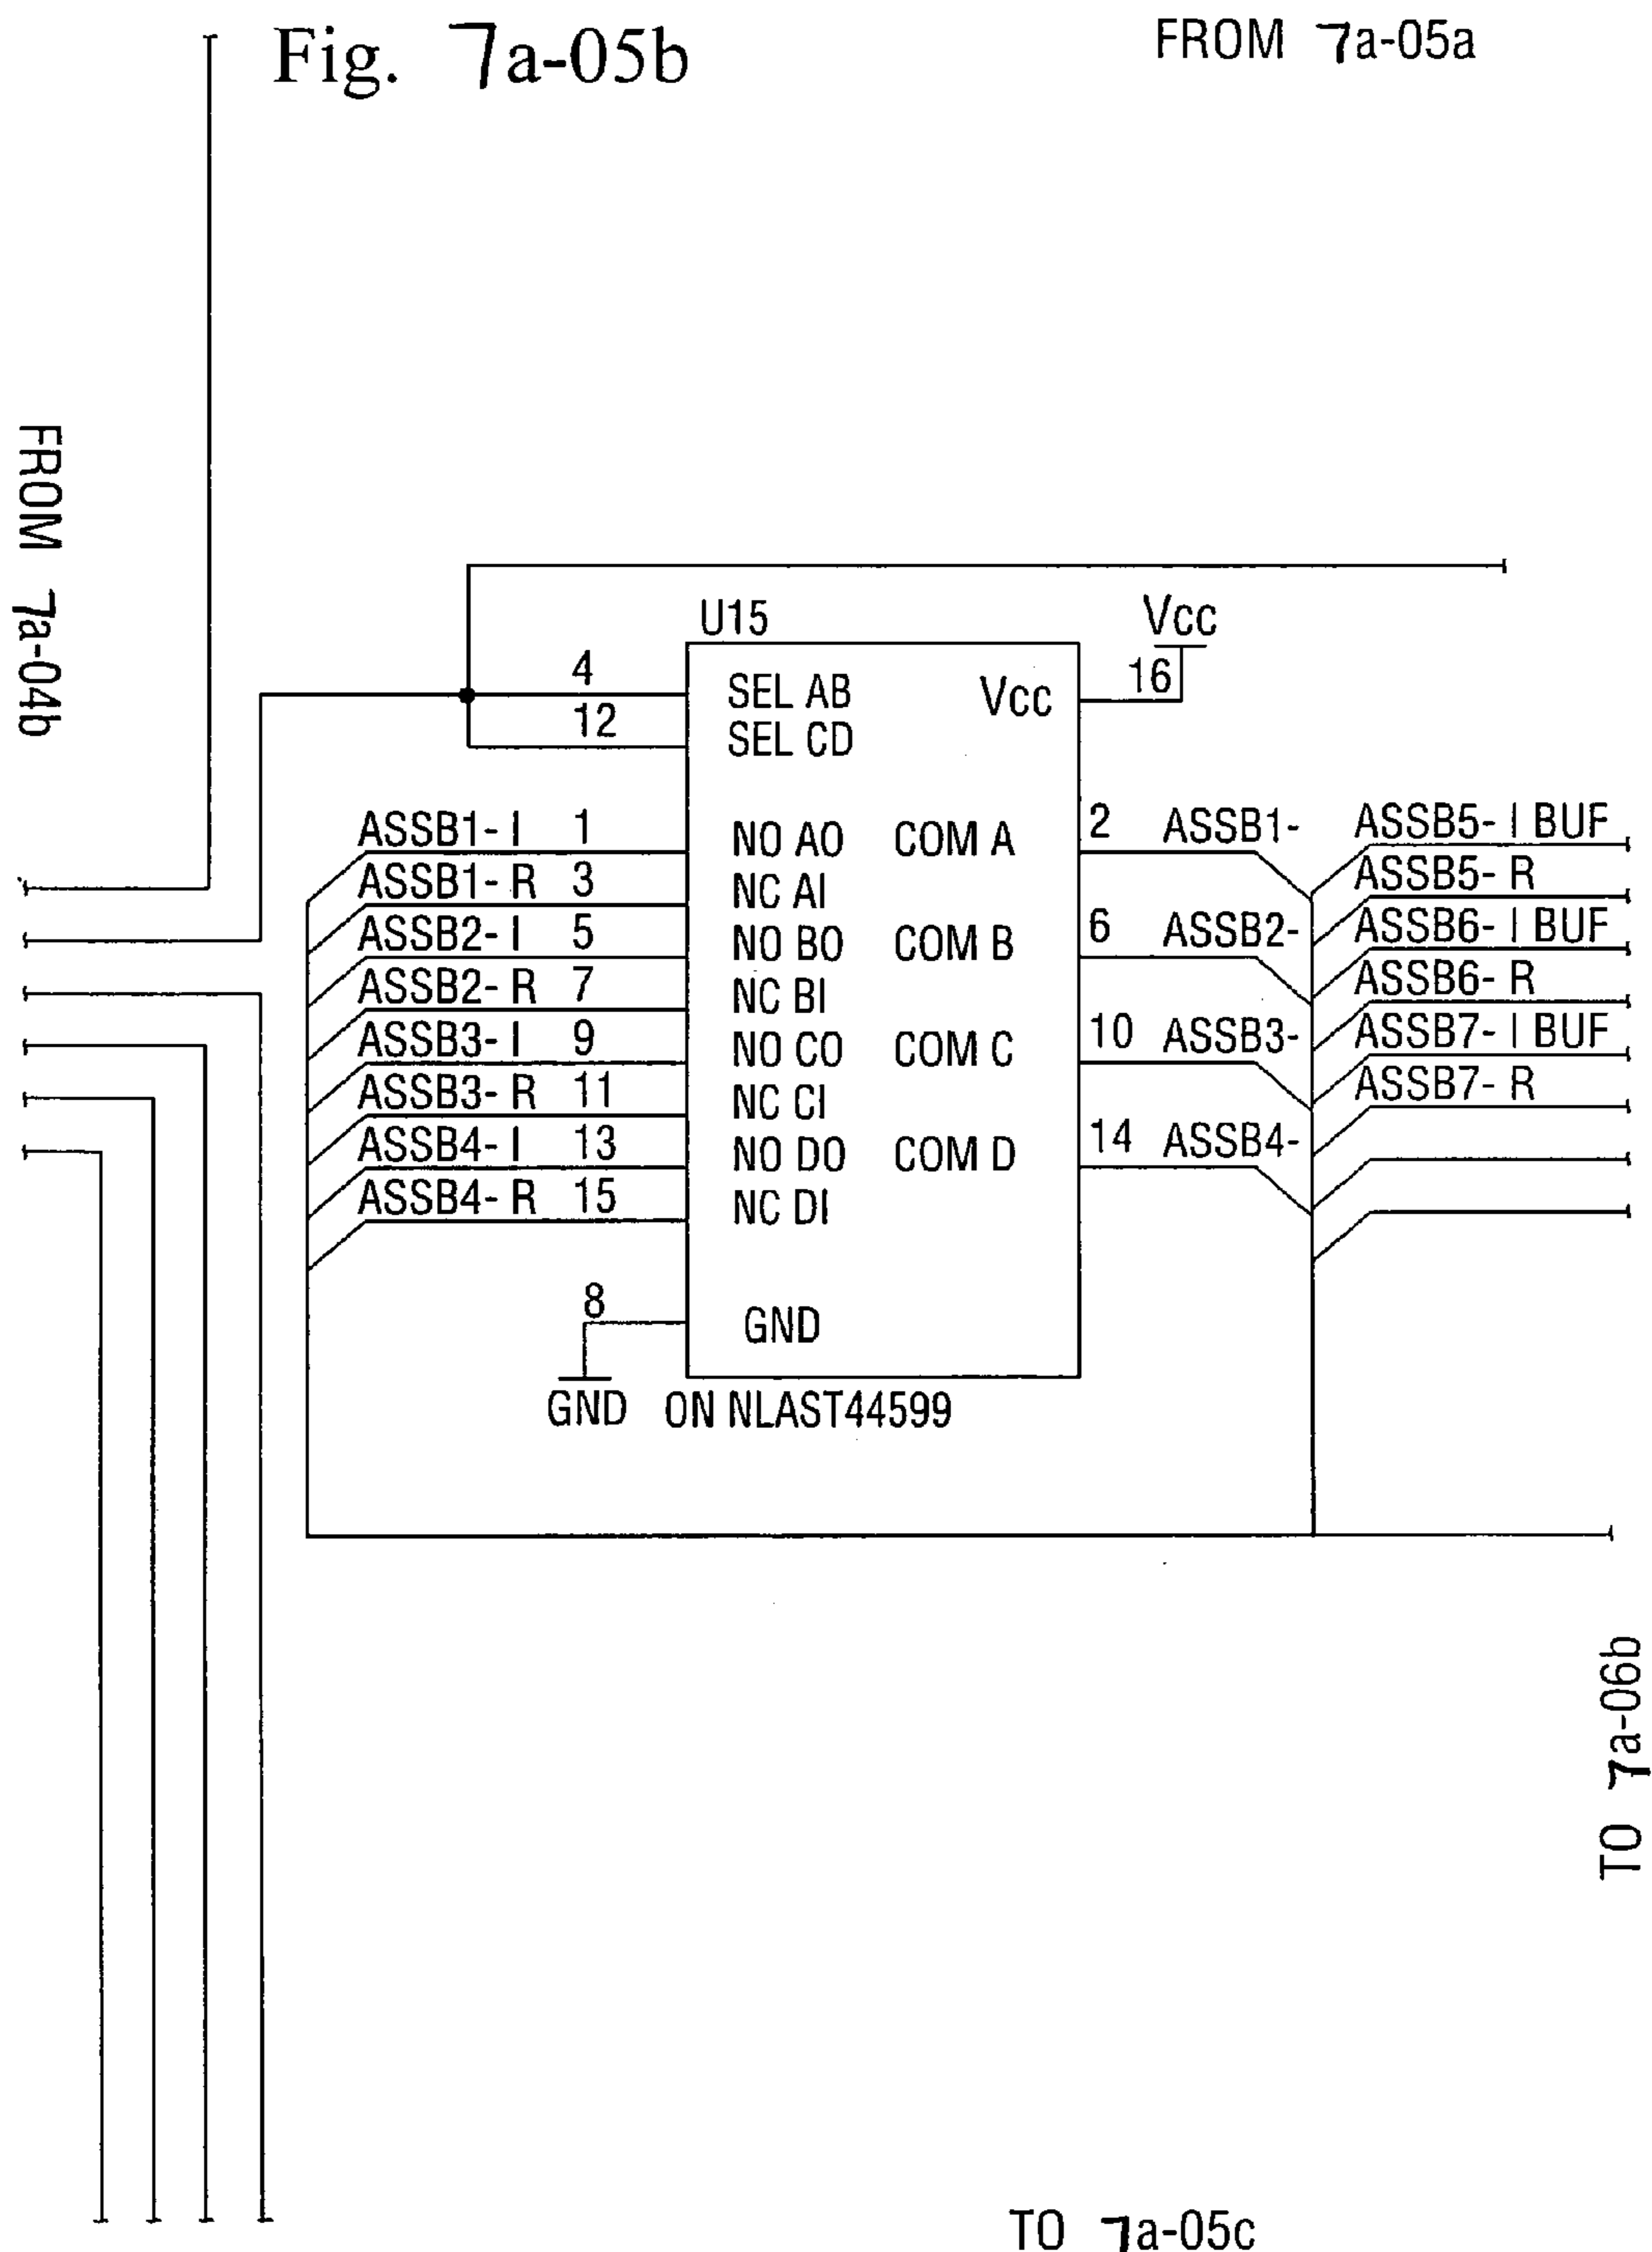 Fig. 7a-05b
FROM 7a-05a
FROM 7a-04b
U15
Vcc
4
SEL AB
Vcc
16
12
SEL CD
ASSB1- I 1 NO AO COM A 2 ASSB1- ASSB5- I BUF
ASSB1- R 3 NC AI ASSB5- R
ASSB2- I 5 NO BO COM B 6 ASSB2- ASSB6- I BUF
ASSB2- R 7 NC BI ASSB6- R
ASSB3- I 9 NO CO COM C 10 ASSB3- ASSB7- I BUF
ASSB3- R 11 NC CI ASSB7- R
ASSB4- I 13 NO DO COM D 14 ASSB4-
ASSB4- R 15 NC DI
8
GND
GND
ON NLAST44599
TO 7a-06b
TO 7a-05c